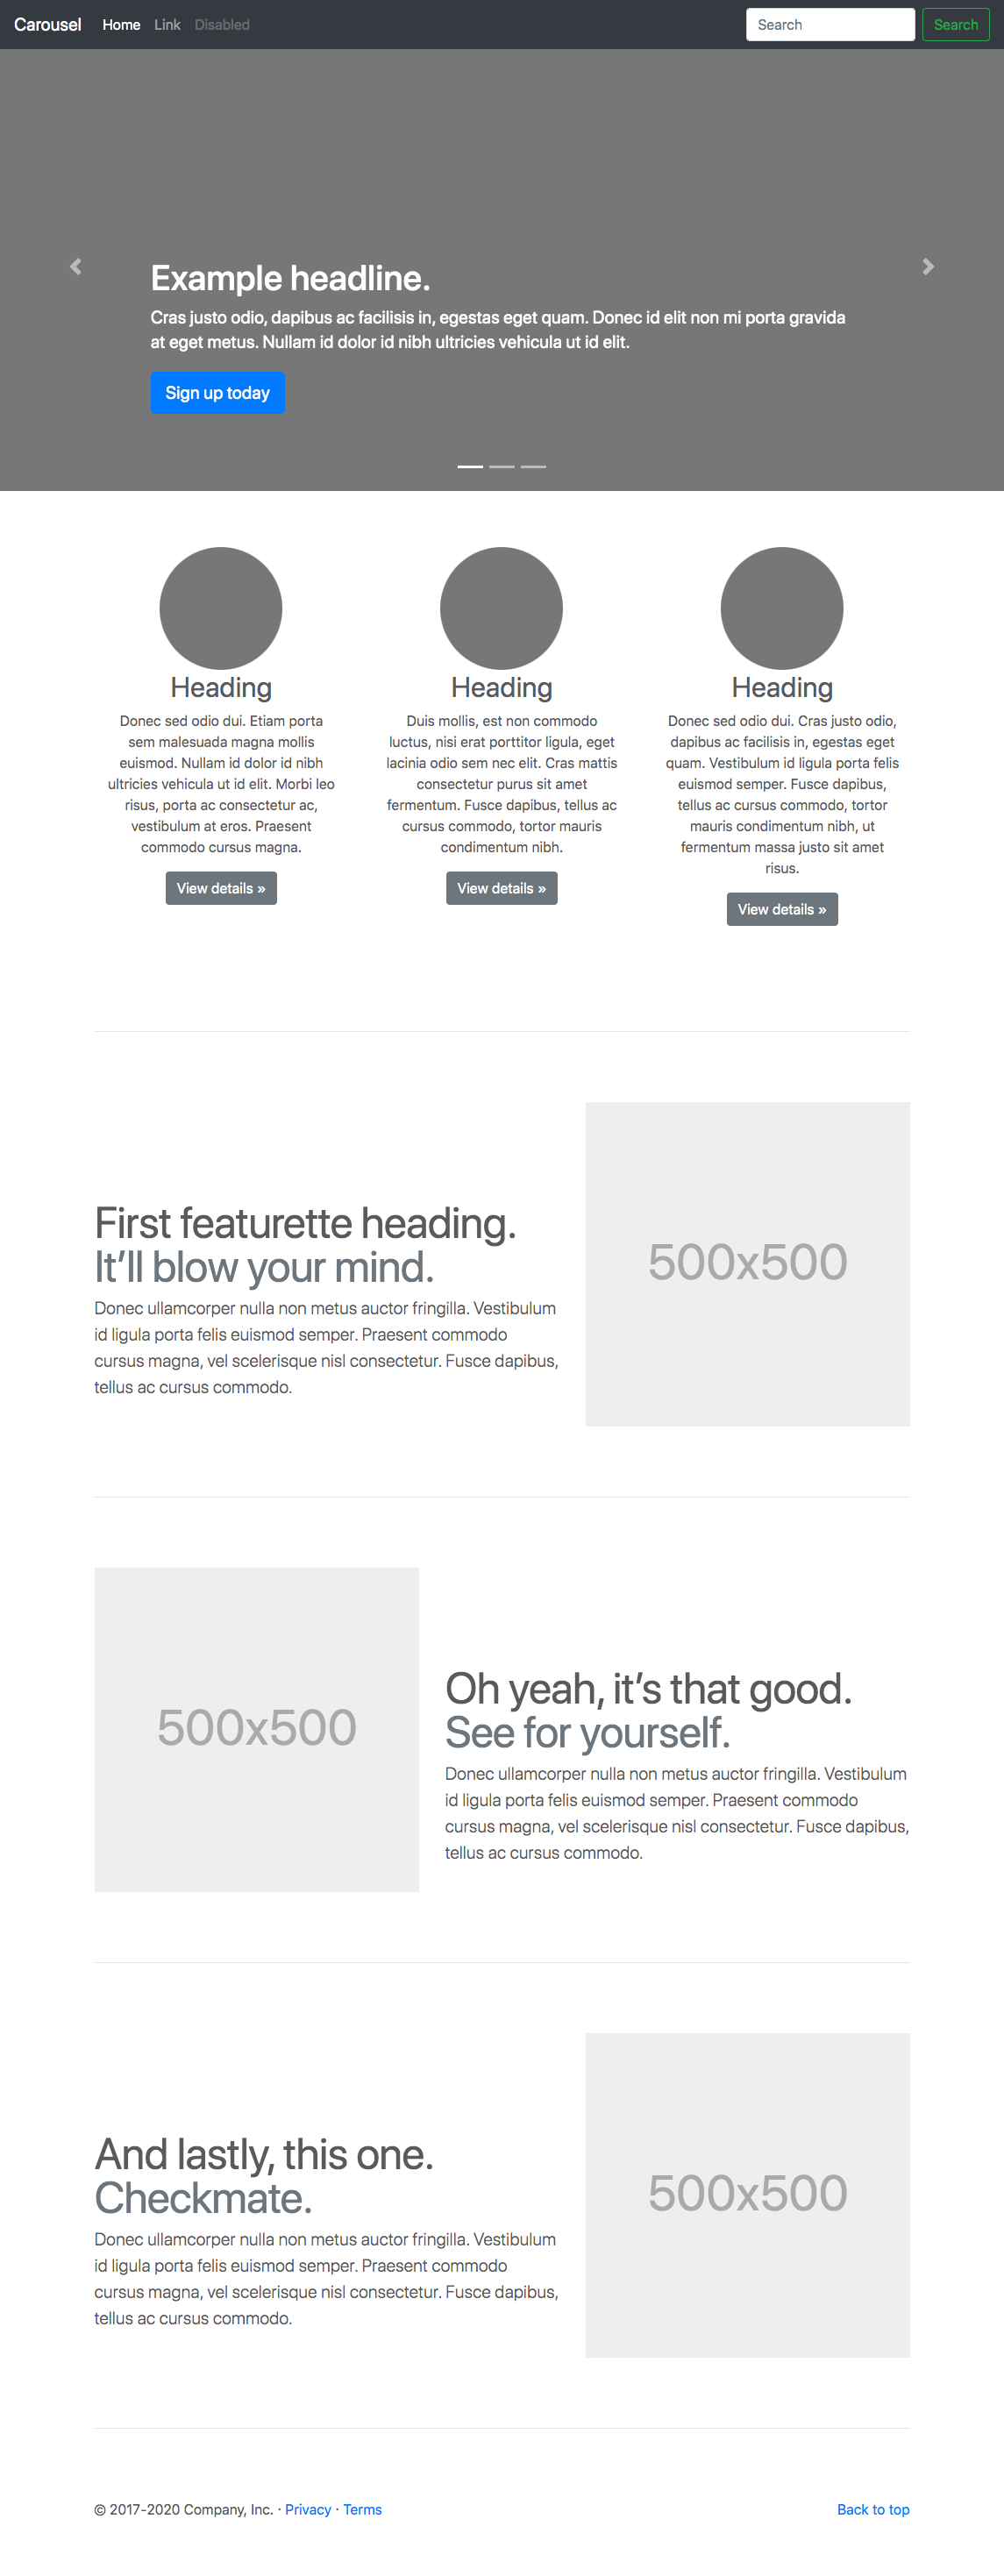 Carousel Home Link Disabled Search Search
Example headline.
Cras justo odio, dapibus ac facilisis in, egestas eget quam. Donec id elit non mi porta gravida
at eget metus. Nullam id dolor id nibh ultricies vehicula ut id elit.
Sign up today
Heading
Donec sed odio dui. Etiam porta
sem malesuada magna mollis
euismod. Nullam id dolor id nibh
ultricies vehicula ut id elit. Morbi leo
risus, porta ac consectetur ac,
vestibulum at eros. Praesent
commodo cursus magna.
View details »
Heading
Duis mollis, est non commodo
luctus, nisi erat porttitor ligula, eget
lacinia odio sem nec elit. Cras mattis
consectetur purus sit amet
fermentum. Fusce dapibus, tellus ac
cursus commodo, tortor mauris
condimentum nibh.
View details »
Heading
Donec sed odio dui. Cras justo odio,
dapibus ac facilisis in, egestas eget
quam. Vestibulum id ligula porta felis
euismod semper. Fusce dapibus,
tellus ac cursus commodo, tortor
mauris condimentum nibh, ut
fermentum massa justo sit amet
risus.
View details »
First featurette heading.
It’ll blow your mind.
Donec ullamcorper nulla non metus auctor fringilla. Vestibulum
id ligula porta felis euismod semper. Praesent commodo
cursus magna, vel scelerisque nisl consectetur. Fusce dapibus,
tellus ac cursus commodo.
500x500
500x500
Oh yeah, it’s that good.
See for yourself.
Donec ullamcorper nulla non metus auctor fringilla. Vestibulum
id ligula porta felis euismod semper. Praesent commodo
cursus magna, vel scelerisque nisl consectetur. Fusce dapibus,
tellus ac cursus commodo.
And lastly, this one.
Checkmate.
Donec ullamcorper nulla non metus auctor fringilla. Vestibulum
id ligula porta felis euismod semper. Praesent commodo
cursus magna, vel scelerisque nisl consectetur. Fusce dapibus,
tellus ac cursus commodo.
500x500
© 2017-2020 Company, Inc. · Privacy · Terms
Back to top